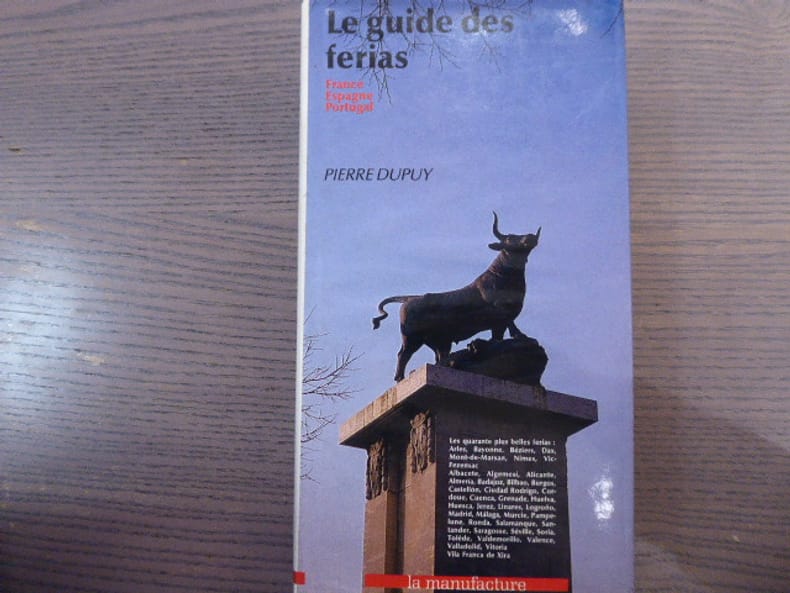 Le guide des
ferias
France
Espagne
Portugal
PIERRE DUPUY
Les quarante plus belles ferias :
Arles, Bayonne, Béziers, Dax,
Mont-de-Marsan, Nîmes, Vic-
Fezensac
Albacete, Algemesi, Alicante,
Almería, Badajoz, Bilbao, Burgos,
Castellón, Ciudad Rodrigo, Cor-
doue, Cuenca, Grenade, Huelva,
Huesca, Jerez, Linares, Logroño,
Madrid, Málaga, Murcie, Pampe-
lune, Ronda, Salamanque, San-
tander, Saragosse, Séville, Soria,
Tolède, Valdemorillo, Valence,
Valladolid, Vitoria
Vila Franca de Xira
la manufacture